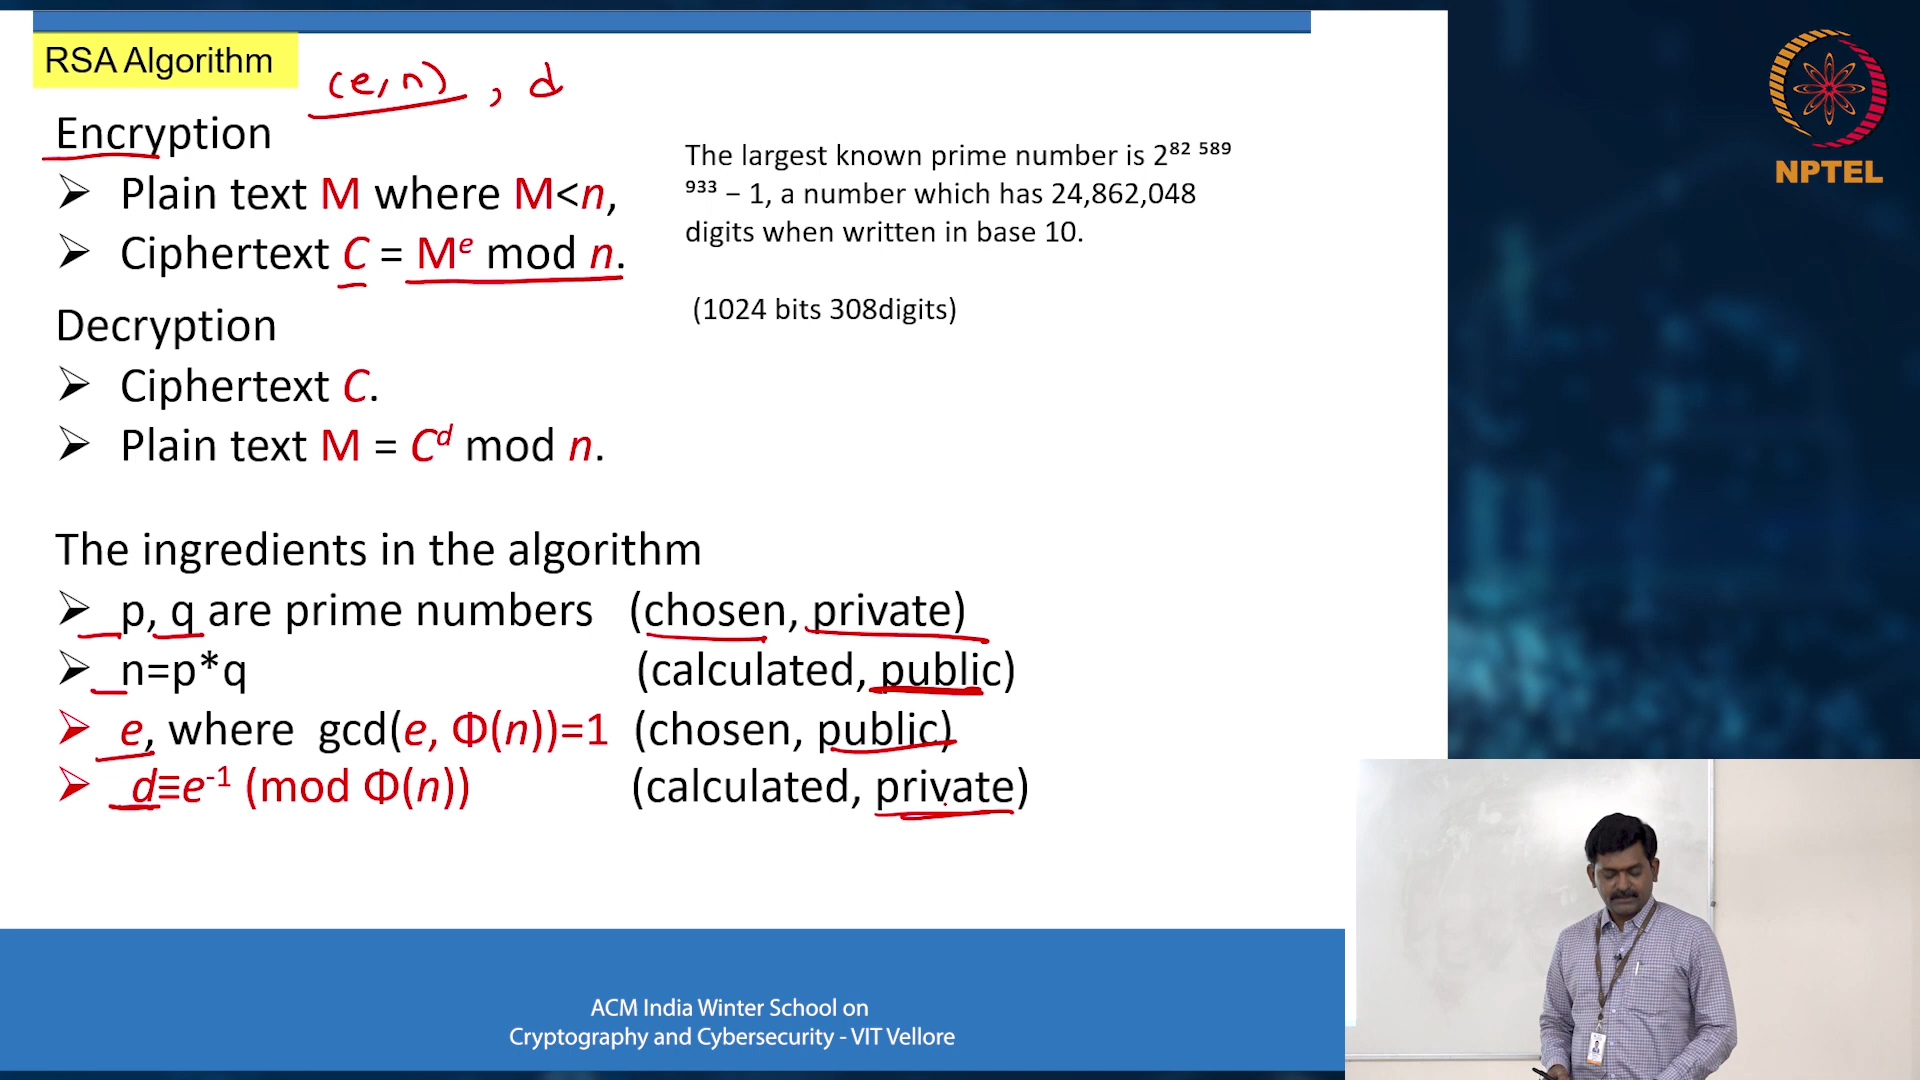 RSA Algorithm
(e, n) , d
Encryption
➢ Plain text M where M<n,
➢ Ciphertext C = Mᵉ mod n.
Decryption
➢ Ciphertext C.
➢ Plain text M = Cᵈ mod n.
The largest known prime number is 2⁸² ⁵⁸⁹
⁹³³ – 1, a number which has 24,862,048
digits when written in base 10.
(1024 bits 308digits)
The ingredients in the algorithm
➢ p, q are prime numbers (chosen, private)
➢ n=p*q (calculated, public)
➢ e, where gcd(e, Φ(n))=1 (chosen, public)
➢ d≡e⁻¹ (mod Φ(n)) (calculated, private)
ACM India Winter School on
Cryptography and Cybersecurity - VIT Vellore
NPTEL